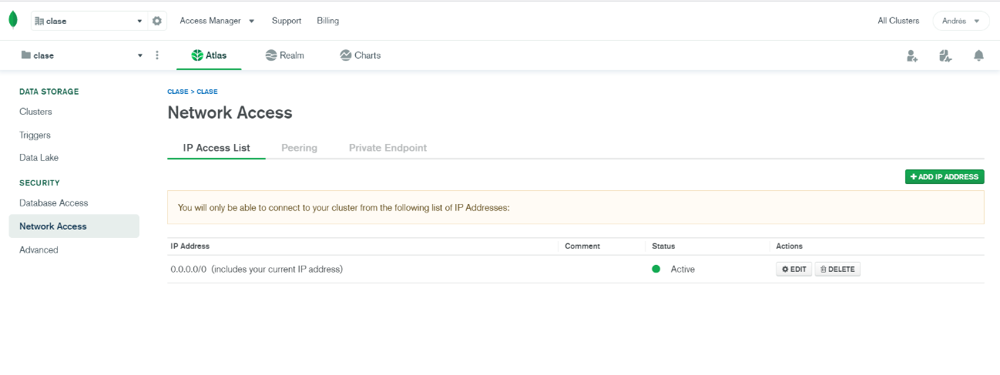 clase
Access Manager
Support
Billing
All Clusters
Andrés
clase
Atlas
Realm
Charts
DATA STORAGE
Clusters
Triggers
Data Lake
SECURITY
Database Access
Network Access
Advanced
CLASE > CLASE
Network Access
IP Access List
Peering
Private Endpoint
+ ADD IP ADDRESS
You will only be able to connect to your cluster from the following list of IP Addresses:
IP Address
Comment
Status
Actions
0.0.0.0/0 (includes your current IP address)
Active
EDIT
DELETE